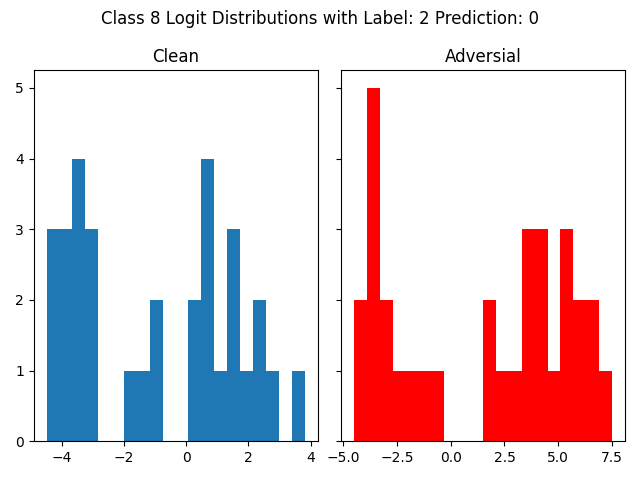 Class 8 Logit Distributions with Label: 2 Prediction: 0
Clean
Adversial
5
4
3
2
1
0
−4 −2 0 2 4
−5.0 −2.5 0.0 2.5 5.0 7.5